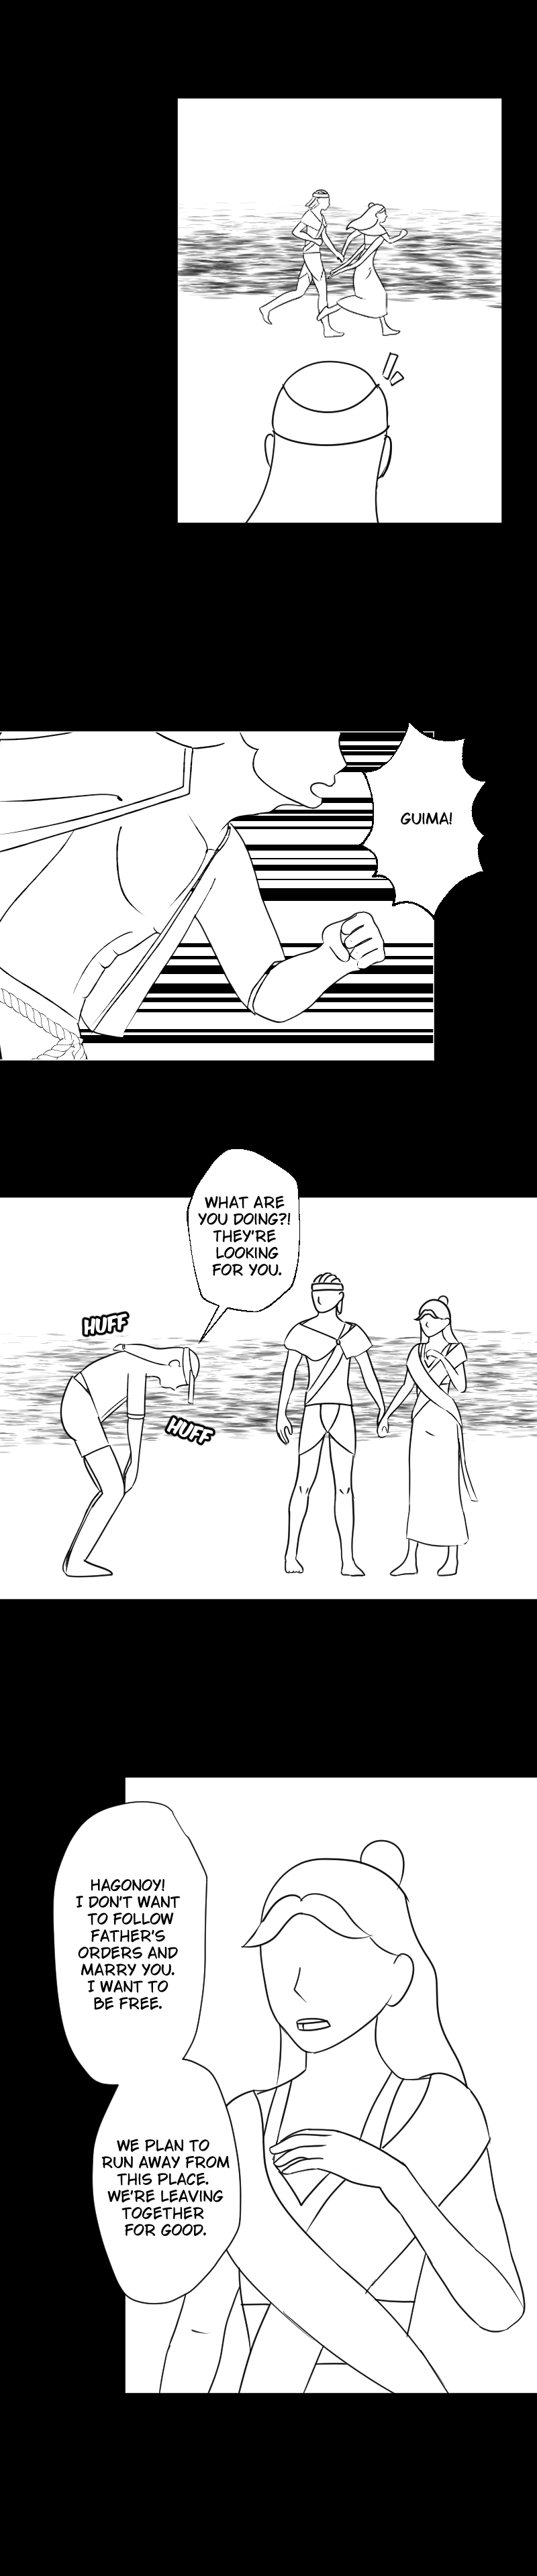 GUIMA!
WHAT ARE
YOU DOING?!
THEY'RE
LOOKING
FOR YOU.
HUFF
HUFF
HAGONOY!
I DON'T WANT
TO FOLLOW
FATHER'S
ORDERS AND
MARRY YOU.
I WANT TO
BE FREE.
WE PLAN TO
RUN AWAY FROM
THIS PLACE.
WE'RE LEAVING
TOGETHER
FOR GOOD.